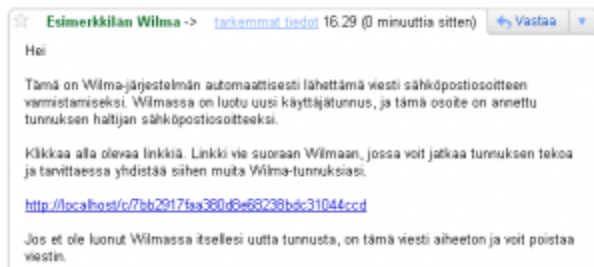 Esimerkkilän Wilma -> tarkemmat tiedot 16.29 (0 minuuttia sitten) Vastaa
Hei
Tämä on Wilma-järjestelmän automaattisesti lähettämä viesti sähköpostiosoitteen
varmistamiseksi. Wilmassa on luotu uusi käyttäjätunnus, ja tämä osoite on annettu
tunnuksen haltijan sähköpostiosoitteeksi.
Klikkaa alla olevaa linkkiä. Linkki vie suoraan Wilmaan, jossa voit jatkaa tunnuksen tekoa
ja tarvittaessa yhdistää siihen muita Wilma-tunnuksiasi.
http://localhost/c/7bb2917faa380d8e68238bdc31044ccd
Jos et ole luonut Wilmassa itsellesi uutta tunnusta, on tämä viesti aiheeton ja voit poistaa
viestin.